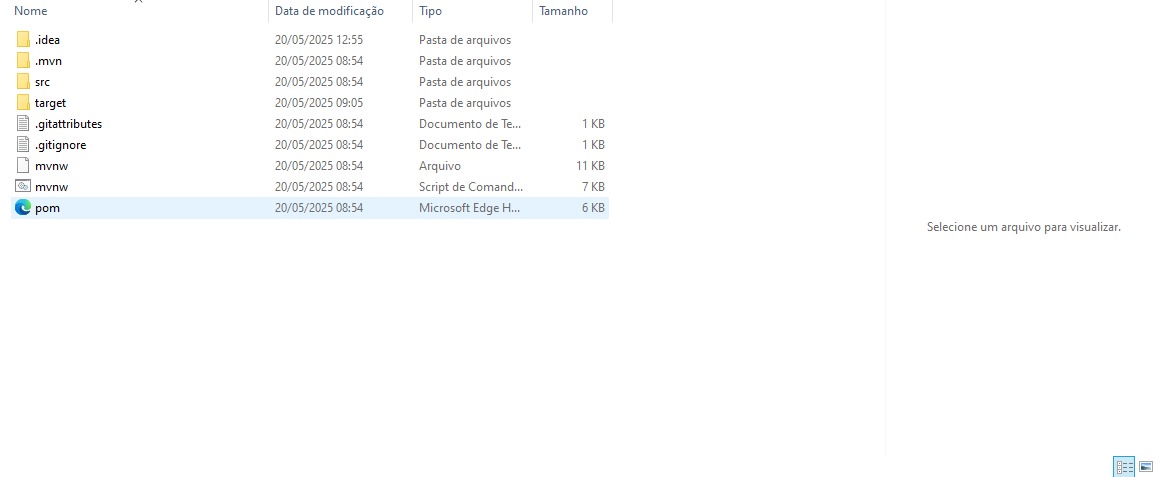 Nome Data de modificação Tipo Tamanho
.idea 20/05/2025 12:55 Pasta de arquivos
.mvn 20/05/2025 08:54 Pasta de arquivos
src 20/05/2025 08:54 Pasta de arquivos
target 20/05/2025 09:05 Pasta de arquivos
.gitattributes 20/05/2025 08:54 Documento de Te... 1 KB
.gitignore 20/05/2025 08:54 Documento de Te... 1 KB
mvnw 20/05/2025 08:54 Arquivo 11 KB
mvnw 20/05/2025 08:54 Script de Comand... 7 KB
pom 20/05/2025 08:54 Microsoft Edge H... 6 KB
Selecione um arquivo para visualizar.